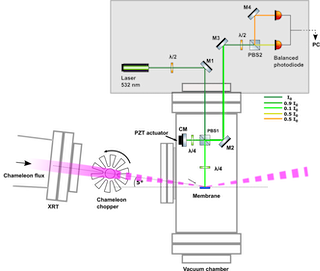 M4
λ/2
M3
PBS2
Balanced
photodiode
PC
λ/2
M1
Laser
532 nm
I₀
0.9 I₀
0.1 I₀
0.5 I₀
0.5 I₀
PZT actuator
CM
PBS1
λ/4
M2
λ/4
Chameleon flux
5°
XRT
Chameleon
chopper
Membrane
Vacuum chamber